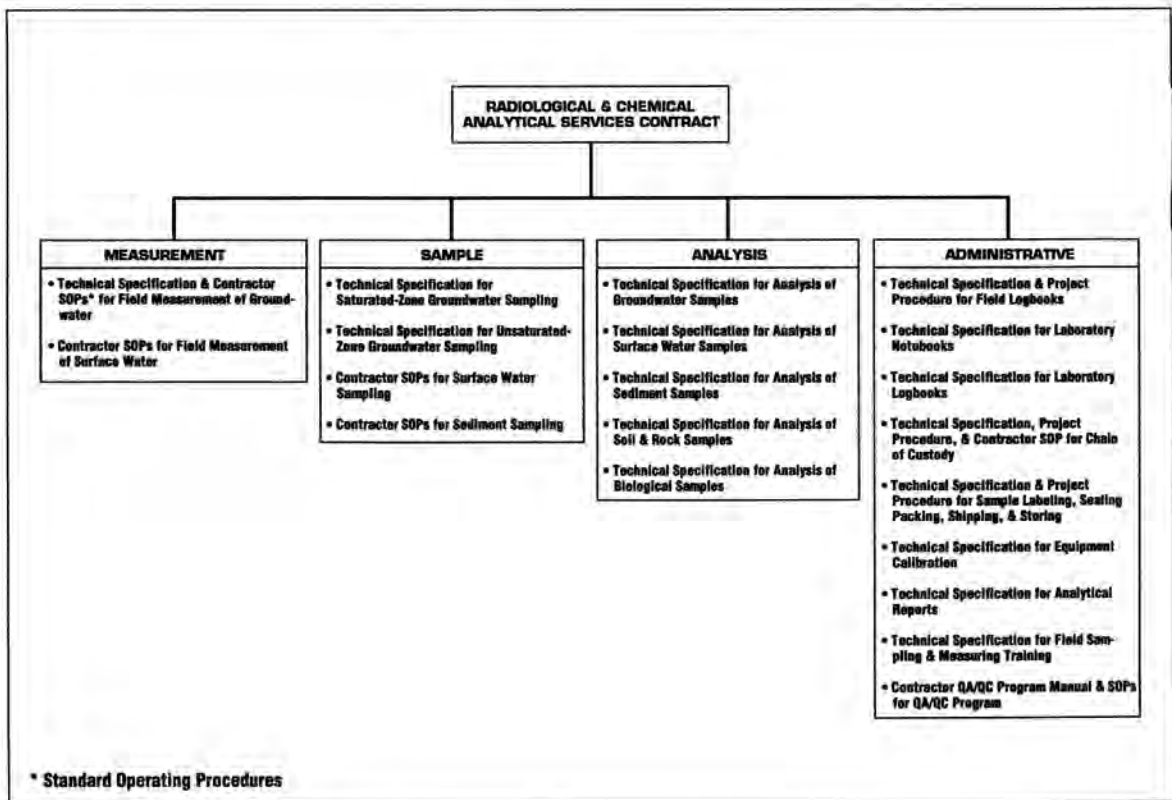 RADIOLOGICAL & CHEMICAL
ANALYTICAL SERVICES CONTRACT
MEASUREMENT
• Technical Specification & Contractor
SOPs* for Field Measurement of Ground-
water
• Contractor SOPs for Field Measurement
of Surface Water
SAMPLE
• Technical Specification for
Saturated-Zone Groundwater Sampling
• Technical Specification for Unsaturated-
Zone Groundwater Sampling
• Contractor SOPs for Surface Water
Sampling
• Contractor SOPs for Sediment Sampling
ANALYSIS
• Technical Specification for Analysis of
Groundwater Samples
• Technical Specification for Analysis of
Surface Water Samples
• Technical Specification for Analysis of
Sediment Samples
• Technical Specification for Analysis of
Soil & Rock Samples
• Technical Specification for Analysis of
Biological Samples
ADMINISTRATIVE
• Technical Specification & Project
Procedure for Field Logbooks
• Technical Specification for Laboratory
Notebooks
• Technical Specification for Laboratory
Logbooks
• Technical Specification, Project
Procedure, & Contractor SOP for Chain
of Custody
• Technical Specification & Project
Procedure for Sample Labeling, Sealing
Packing, Shipping, & Storing
• Technical Specification for Equipment
Calibration
• Technical Specification for Analytical
Reports
• Technical Specification for Field Sam-
pling & Measuring Training
• Contractor QA/QC Program Manual & SOPs
for QA/QC Program
* Standard Operating Procedures